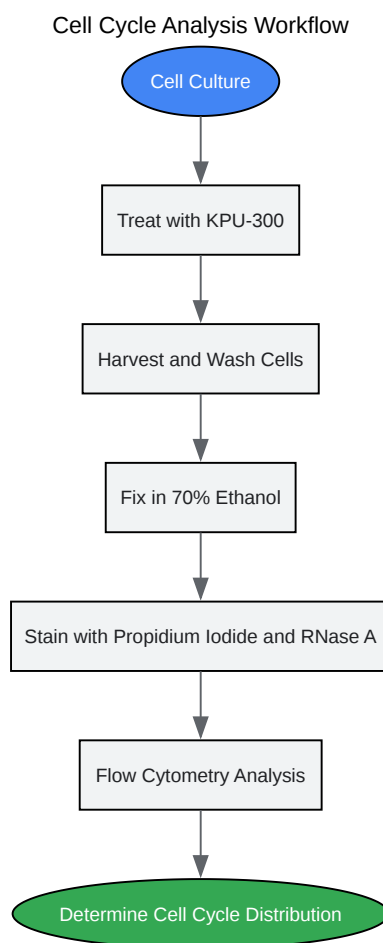 Cell Cycle Analysis Workflow
Cell Culture
Treat with KPU-300
Harvest and Wash Cells
Fix in 70% Ethanol
Stain with Propidium Iodide and RNase A
Flow Cytometry Analysis
Determine Cell Cycle Distribution